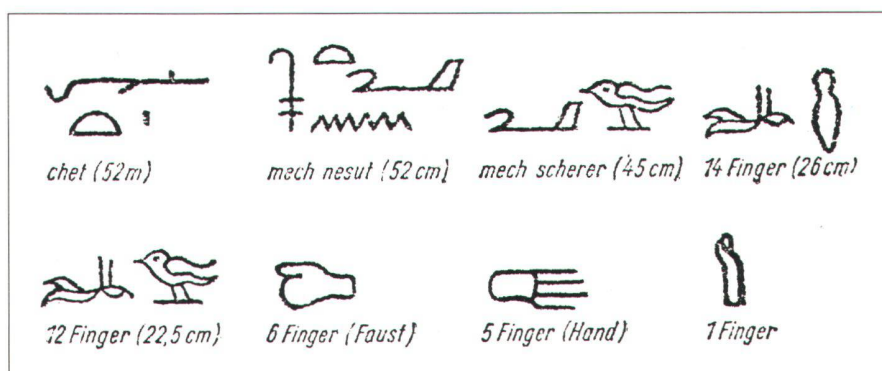 chet (52m)
mech nesut (52 cm)
mech scherer (45 cm)
14 Finger (26 cm)
12 Finger (22,5 cm)
6 Finger (Faust)
5 Finger (Hand)
1 Finger